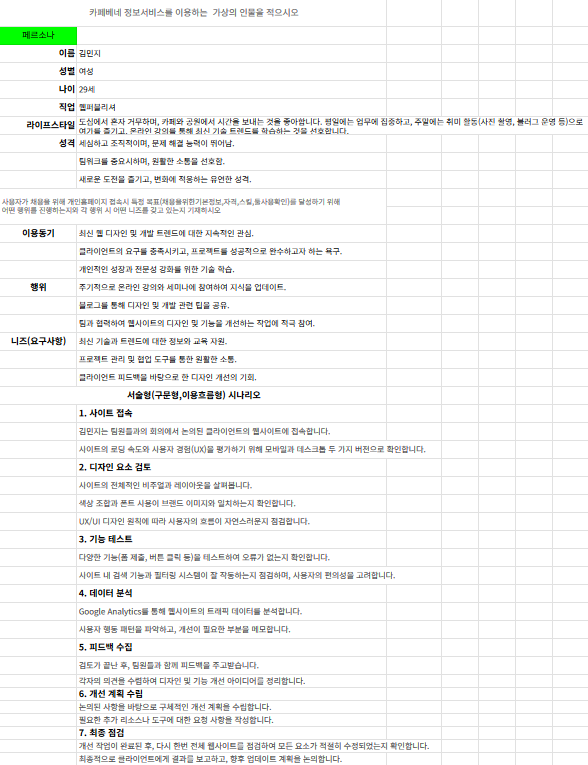 카페베네 정보서비스를 이용하는 가상의 인물을 적으시오
페르소나
이름 김민지
성별 여성
나이 29세
직업 웹퍼블리셔
라이프스타일 도심에서 혼자 거주하며, 카페와 공원에서 시간을 보내는 것을 좋아합니다. 평일에는 업무에 집중하고, 주말에는 취미 활동(사진 촬영, 블로그 운영 등)으로
여가를 즐기고, 온라인 강의를 통해 최신 기술 트렌드를 학습하는 것을 선호합니다.
성격 세심하고 조직적이며, 문제 해결 능력이 뛰어남.
팀워크를 중요시하며, 원활한 소통을 선호함.
새로운 도전을 즐기고, 변화에 적응하는 유연한 성격.
사용자가 채용을 위해 개인홈페이지 접속시 특정 목표(채용을위한기본정보,자격,스킬,툴사용확인)를 달성하기 위해
어떤 행위를 진행하는지와 각 행위 시 어떤 니즈를 갖고 있는지 기재하시오
이용동기 최신 웹 디자인 및 개발 트렌드에 대한 지속적인 관심.
클라이언트의 요구를 충족시키고, 프로젝트를 성공적으로 완수하고자 하는 욕구.
개인적인 성장과 전문성 강화를 위한 기술 학습.
행위 주기적으로 온라인 강의와 세미나에 참여하여 지식을 업데이트.
블로그를 통해 디자인 및 개발 관련 팁을 공유.
팀과 협력하여 웹사이트의 디자인 및 기능을 개선하는 작업에 적극 참여.
니즈(요구사항) 최신 기술과 트렌드에 대한 정보와 교육 자원.
프로젝트 관리 및 협업 도구를 통한 원활한 소통.
클라이언트 피드백을 바탕으로 한 디자인 개선의 기회.
서술형(구문형,이용흐름형) 시나리오
1. 사이트 접속
김민지는 팀원들과의 회의에서 논의된 클라이언트의 웹사이트에 접속합니다.
사이트의 로딩 속도와 사용자 경험(UX)을 평가하기 위해 모바일과 데스크톱 두 가지 버전으로 확인합니다.
2. 디자인 요소 검토
사이트의 전체적인 비주얼과 레이아웃을 살펴봅니다.
색상 조합과 폰트 사용이 브랜드 이미지와 일치하는지 확인합니다.
UX/UI 디자인 원칙에 따라 사용자의 흐름이 자연스러운지 점검합니다.
3. 기능 테스트
다양한 기능(폼 제출, 버튼 클릭 등)을 테스트하여 오류가 없는지 확인합니다.
사이트 내 검색 기능과 필터링 시스템이 잘 작동하는지 점검하며, 사용자의 편의성을 고려합니다.
4. 데이터 분석
Google Analytics를 통해 웹사이트의 트래픽 데이터를 분석합니다.
사용자 행동 패턴을 파악하고, 개선이 필요한 부분을 메모합니다.
5. 피드백 수집
검토가 끝난 후, 팀원들과 함께 피드백을 주고받습니다.
각자의 의견을 수렴하여 디자인 및 기능 개선 아이디어를 정리합니다.
6. 개선 계획 수립
논의된 사항을 바탕으로 구체적인 개선 계획을 수립합니다.
필요한 추가 리소스나 도구에 대한 요청 사항을 작성합니다.
7. 최종 점검
개선 작업이 완료된 후, 다시 한번 전체 웹사이트를 점검하여 모든 요소가 적절히 수정되었는지 확인합니다.
최종적으로 클라이언트에게 결과를 보고하고, 향후 업데이트 계획을 논의합니다.